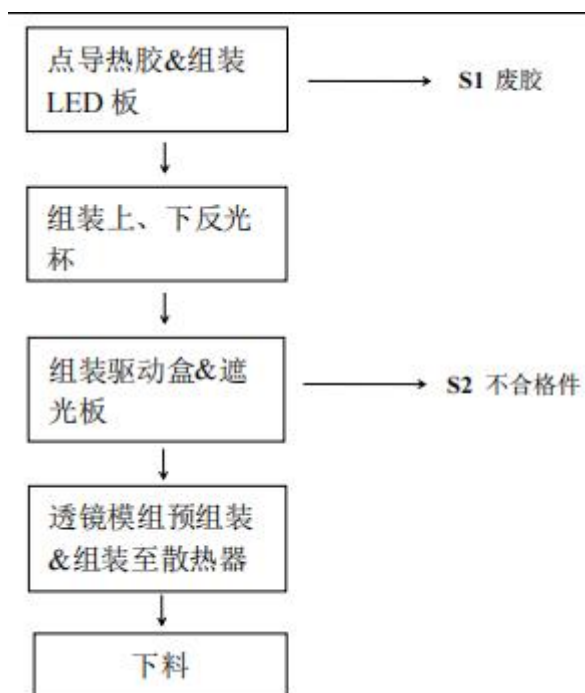 点导热胶&组装
LED 板
S1 废胶
组装上、下反光
杯
组装驱动盒&遮
光板
S2 不合格件
透镜模组预组装
&组装至散热器
下料